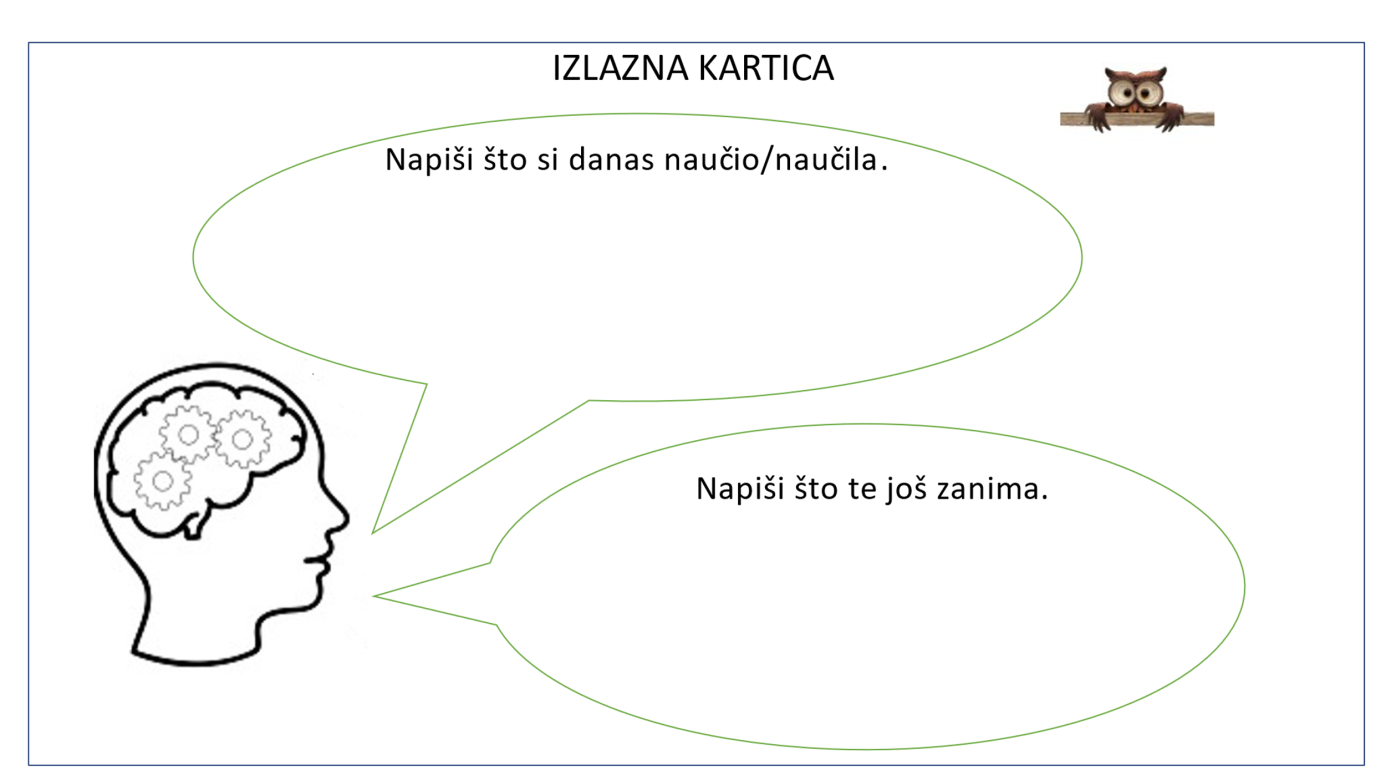 IZLAZNA KARTICA
Napiši što si danas naučio/naučila.
Napiši što te još zanima.